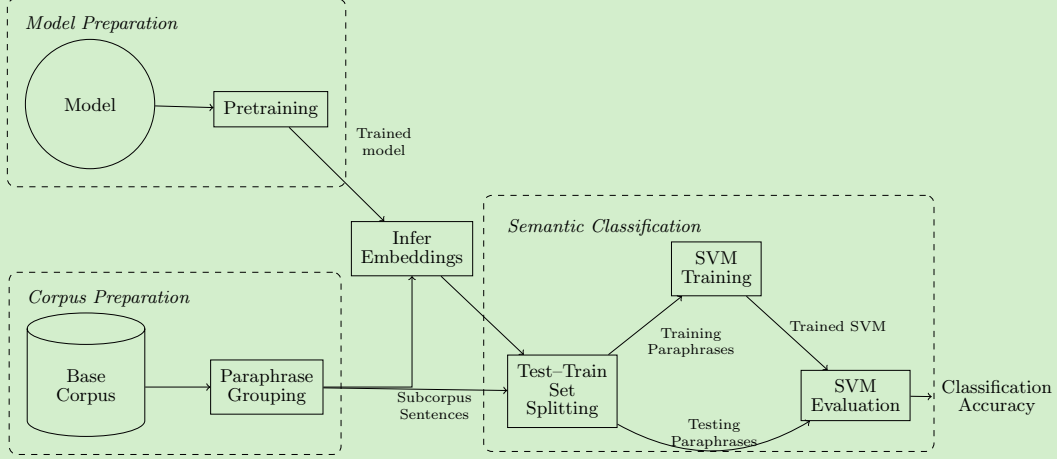 Model Preparation
Model
Pretraining
Trained
model
Infer
Embeddings
Corpus Preparation
Base
Corpus
Paraphrase
Grouping
Subcorpus
Sentences
Semantic Classification
SVM
Training
Training
Paraphrases
Trained SVM
Test–Train
Set
Splitting
Testing
Paraphrases
SVM
Evaluation
Classification
Accuracy